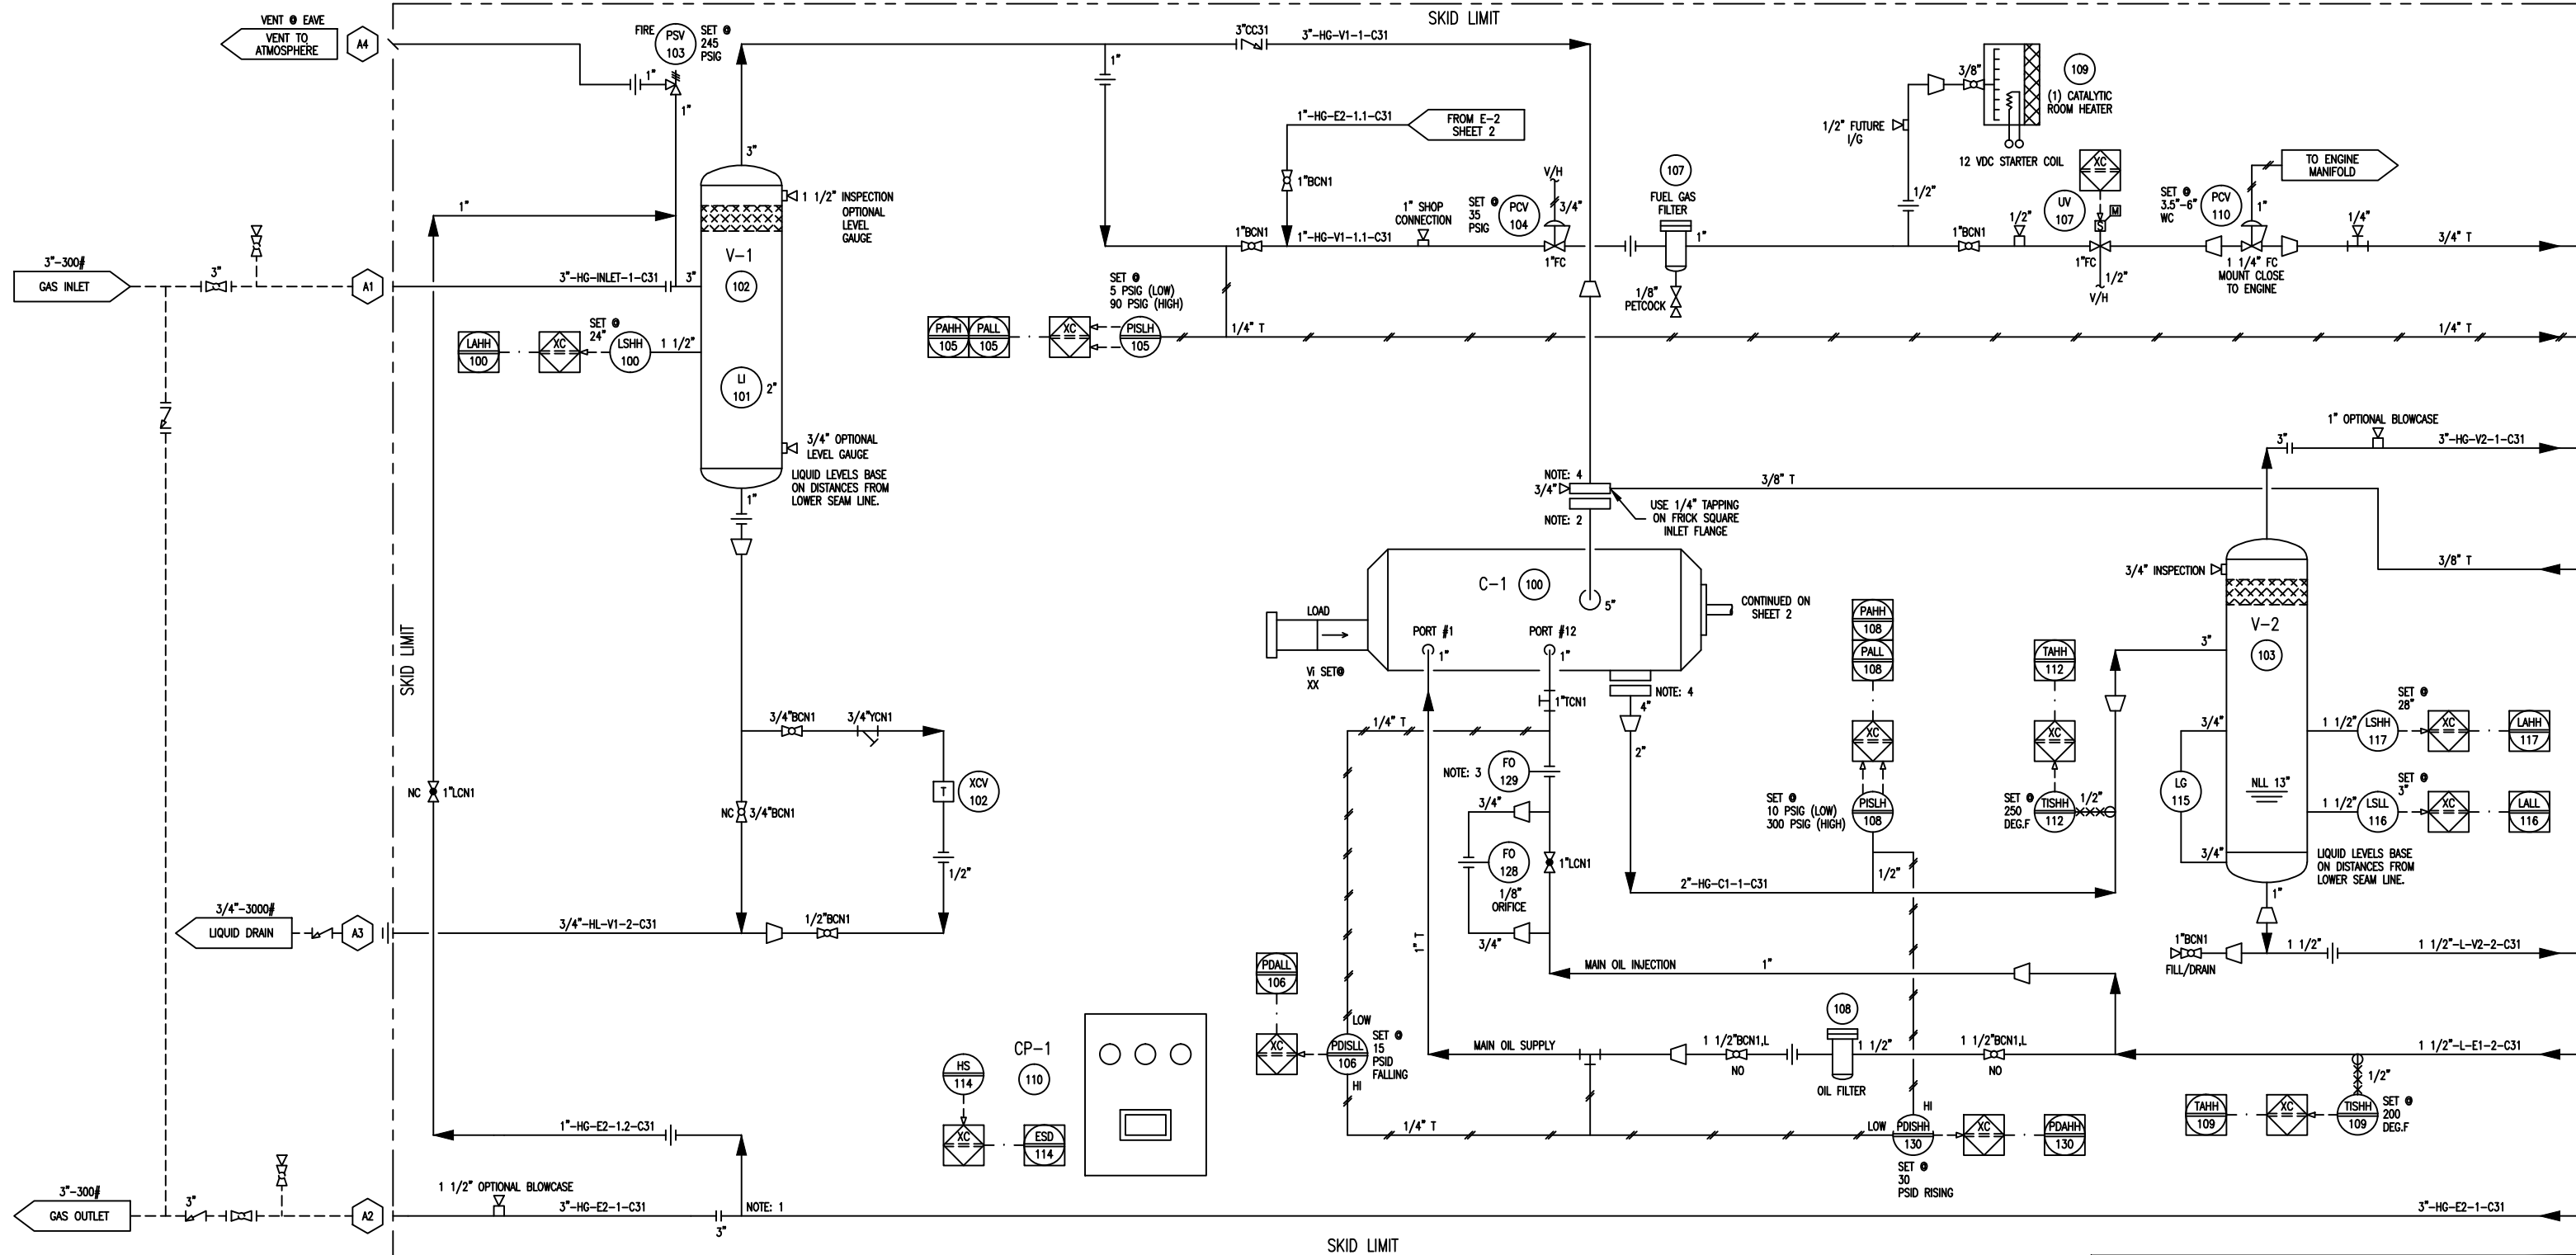 SKID LIMIT
VENT @ EAVE
VENT TO
ATMOSPHERE
A4
FIRE
PSV
103
SET @
245
PSIG
1"
1"
3"
1"
3"CC31
3"-HG-V1-1-C31
1"
1"-HG-E2-1.1-C31
FROM E-2
SHEET 2
1"BCN1
1"BCN1
1"-HG-V1-1.1-C31
1" SHOP
CONNECTION
SET @
35
PSIG
PCV
104
V/H
3/4"
1"FC
107
FUEL GAS
FILTER
1"
1/8"
PETCOCK
1/2" FUTURE
I/G
3/8"
109
(1) CATALYTIC
ROOM HEATER
12 VDC STARTER COIL
1/2"
1"BCN1
1/2"
XC
UV
107
S
M
1"FC
1/2"
V/H
SET @
3.5"-6"
WC
PCV
110
1"
TO ENGINE
MANIFOLD
1 1/4" FC
MOUNT CLOSE
TO ENGINE
1/4"
3/4" T
1 1/2" INSPECTION
OPTIONAL
LEVEL
GAUGE
V-1
102
3"-300#
GAS INLET
3"
A1
3"-HG-INLET-1-C31
3"
LAHH
100
XC
SET @
24"
LSHH
100
1 1/2"
LI
101
2"
3/4" OPTIONAL
LEVEL GAUGE
LIQUID LEVELS BASE
ON DISTANCES FROM
LOWER SEAM LINE.
1"
PAHH
105
PALL
105
XC
SET @
5 PSIG (LOW)
90 PSIG (HIGH)
PISLH
105
1/4" T
1/4" T
1" OPTIONAL BLOWCASE
3"
3"-HG-V2-1-C31
NOTE: 4
3/4"
NOTE: 2
3/8" T
USE 1/4" TAPPING
ON FRICK SQUARE
INLET FLANGE
3/8" T
3/4" INSPECTION
C-1
100
5"
LOAD
PORT #1
1"
PORT #12
1"
CONTINUED ON
SHEET 2
Vi SET@
XX
NOTE: 4
4"
2"
1"TCN1
1/4" T
NOTE: 3
FO
129
3/4"
FO
128
1/8"
ORIFICE
1"LCN1
3/4"
PAHH
108
PALL
108
XC
SET @
10 PSIG (LOW)
300 PSIG (HIGH)
PISLH
108
1/2"
2"-HG-C1-1-C31
TAHH
112
XC
SET @
250
DEG.F
TISHH
112
1/2"
3"
V-2
103
3/4"
LG
115
NLL 13"
3/4"
SET @
28"
1 1/2"
LSHH
117
XC
LAHH
117
SET @
3"
1 1/2"
LSLL
116
XC
LALL
116
LIQUID LEVELS BASE
ON DISTANCES FROM
LOWER SEAM LINE.
1"
1"BCN1
FILL/DRAIN
1 1/2"
1 1/2"-L-V2-2-C31
SKID LIMIT
NC
1"LCN1
3/4"BCN1
3/4"YCN1
NC
3/4"BCN1
T
XCV
102
1/2"
1/2"BCN1
3/4"-3000#
LIQUID DRAIN
A3
3/4"-HL-V1-2-C31
1" T
MAIN OIL INJECTION
1"
PDALL
106
XC
LOW
PDISLL
106
HI
SET @
15
PSID
FALLING
MAIN OIL SUPPLY
1 1/2"BCN1,L
NO
108
OIL FILTER
1 1/2"
1 1/2"BCN1,L
NO
1 1/2"-L-E1-2-C31
1/2"
TAHH
109
XC
TISHH
109
SET @
200
DEG.F
HS
114
CP-1
110
XC
ESD
114
1/4" T
LOW
HI
PDISHH
130
XC
PDAHH
130
SET @
30
PSID RISING
1"-HG-E2-1.2-C31
3"-300#
GAS OUTLET
3"
A2
1 1/2" OPTIONAL BLOWCASE
3"-HG-E2-1-C31
3"
NOTE: 1
3"-HG-E2-1-C31
SKID LIMIT